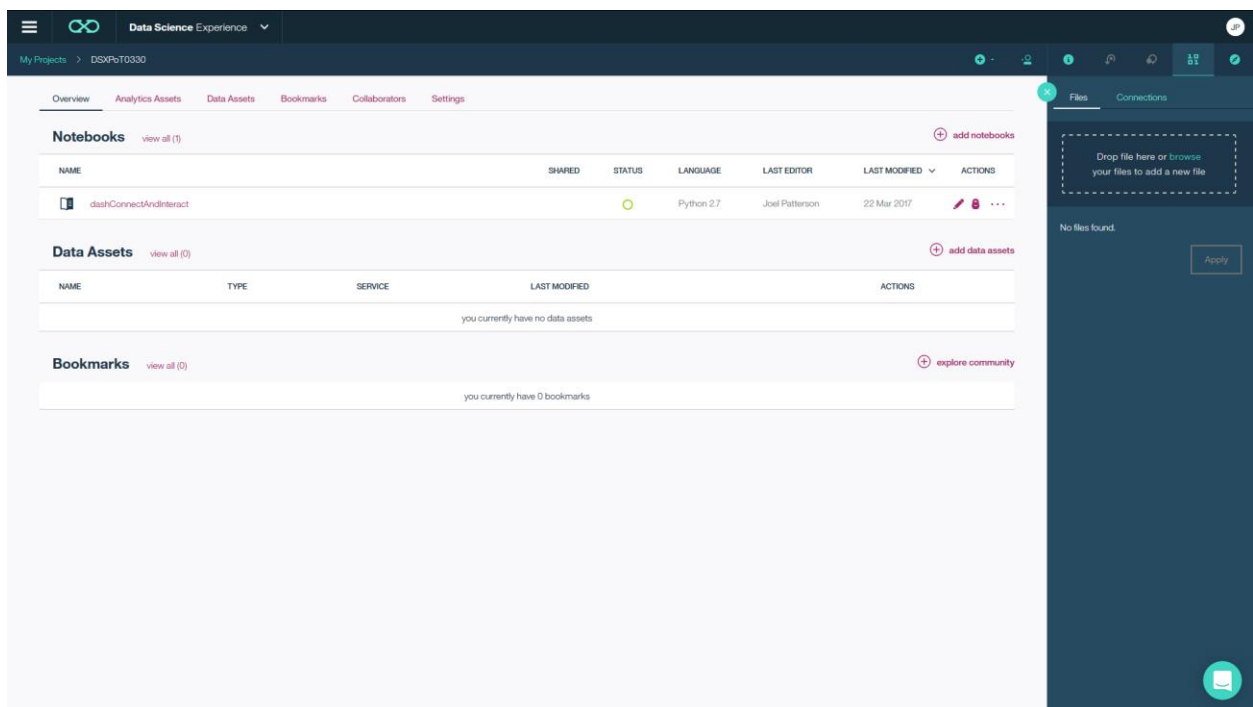 Data Science Experience
JP
My Projects > DSXPoT0330
Overview Analytics Assets Data Assets Bookmarks Collaborators Settings
Files Connections
Notebooks view all (1) add notebooks
NAME SHARED STATUS LANGUAGE LAST EDITOR LAST MODIFIED ACTIONS
dashConnectAndInteract Python 2.7 Joel Patterson 22 Mar 2017
Data Assets view all (0) add data assets
NAME TYPE SERVICE LAST MODIFIED ACTIONS
you currently have no data assets
Bookmarks view all (0) explore community
you currently have 0 bookmarks
Drop file here or browse
your files to add a new file
No files found.
Apply